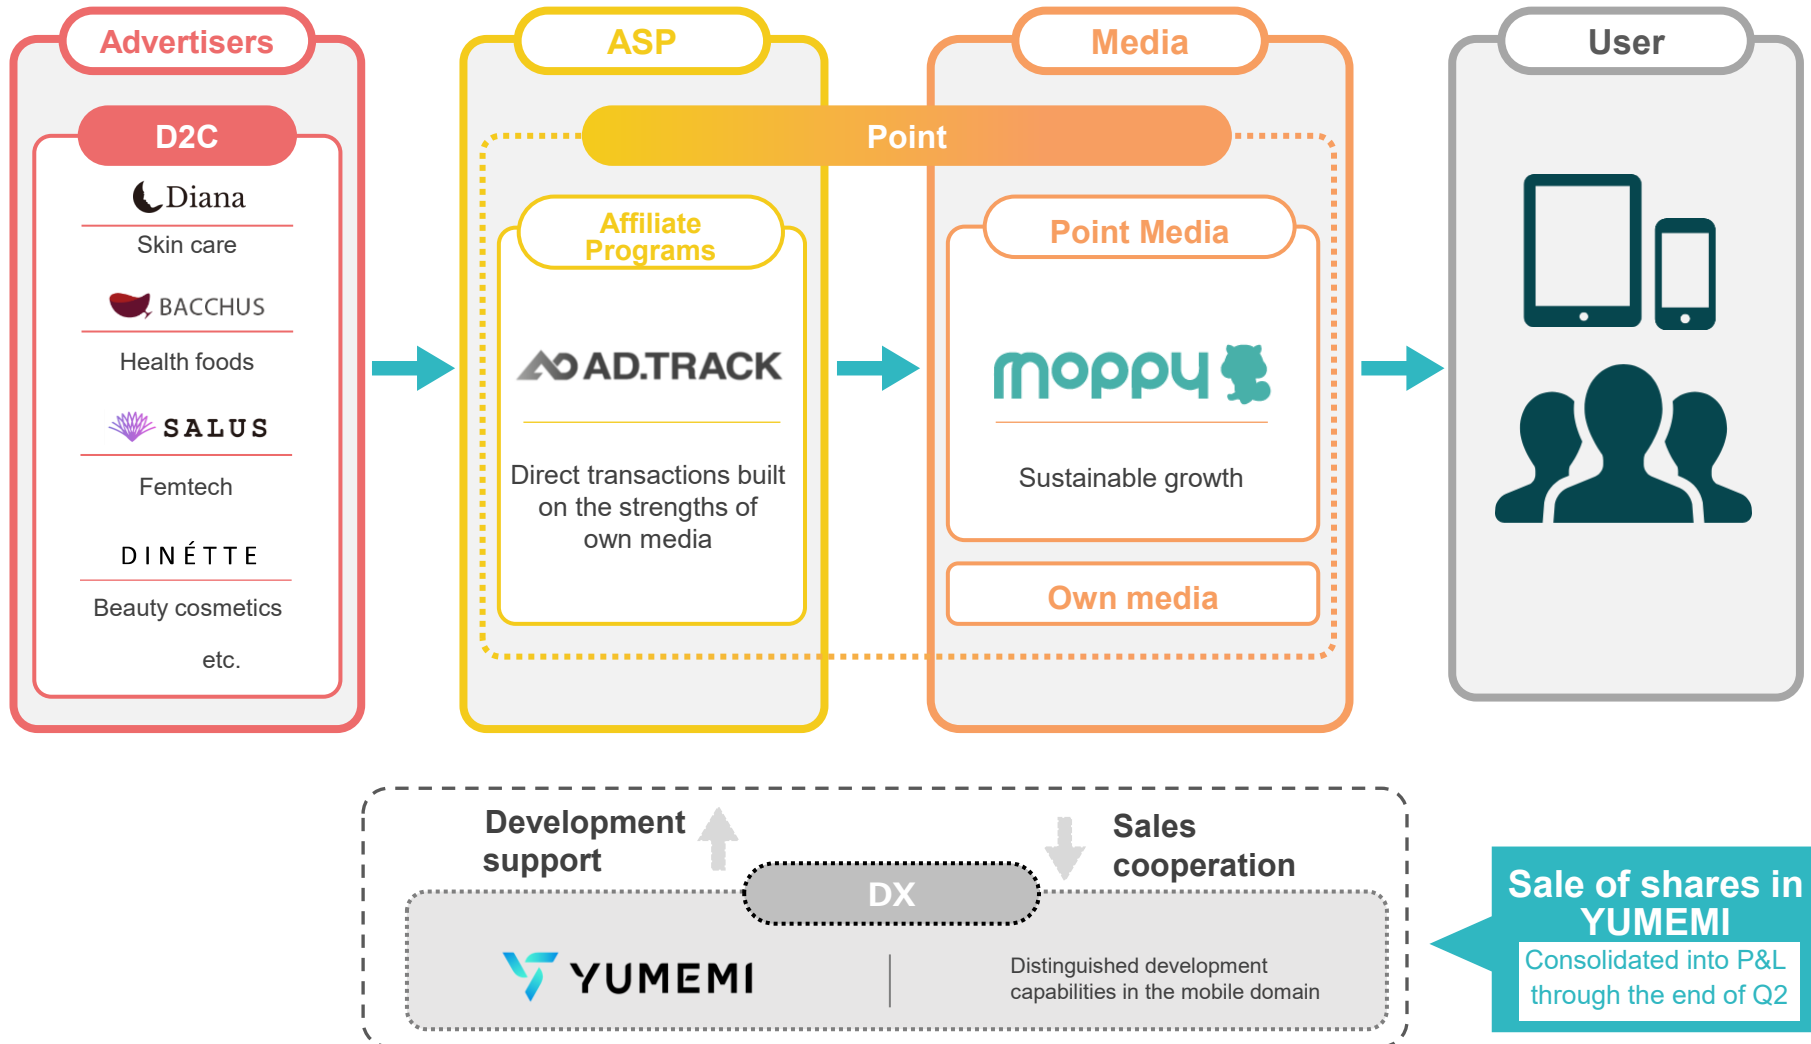 Advertisers
D2C
Diana
Skin care
BACCHUS
Health foods
SALUS
Femtech
DINÉTTE
Beauty cosmetics
etc.
ASP
Media
Point
Affiliate
Programs
AD.TRACK
Direct transactions built
on the strengths of
own media
Point Media
moppy
Sustainable growth
Own media
User
Development
support
Sales
cooperation
DX
YUMEMI
Distinguished development
capabilities in the mobile domain
Sale of shares in
YUMEMI
Consolidated into P&L
through the end of Q2